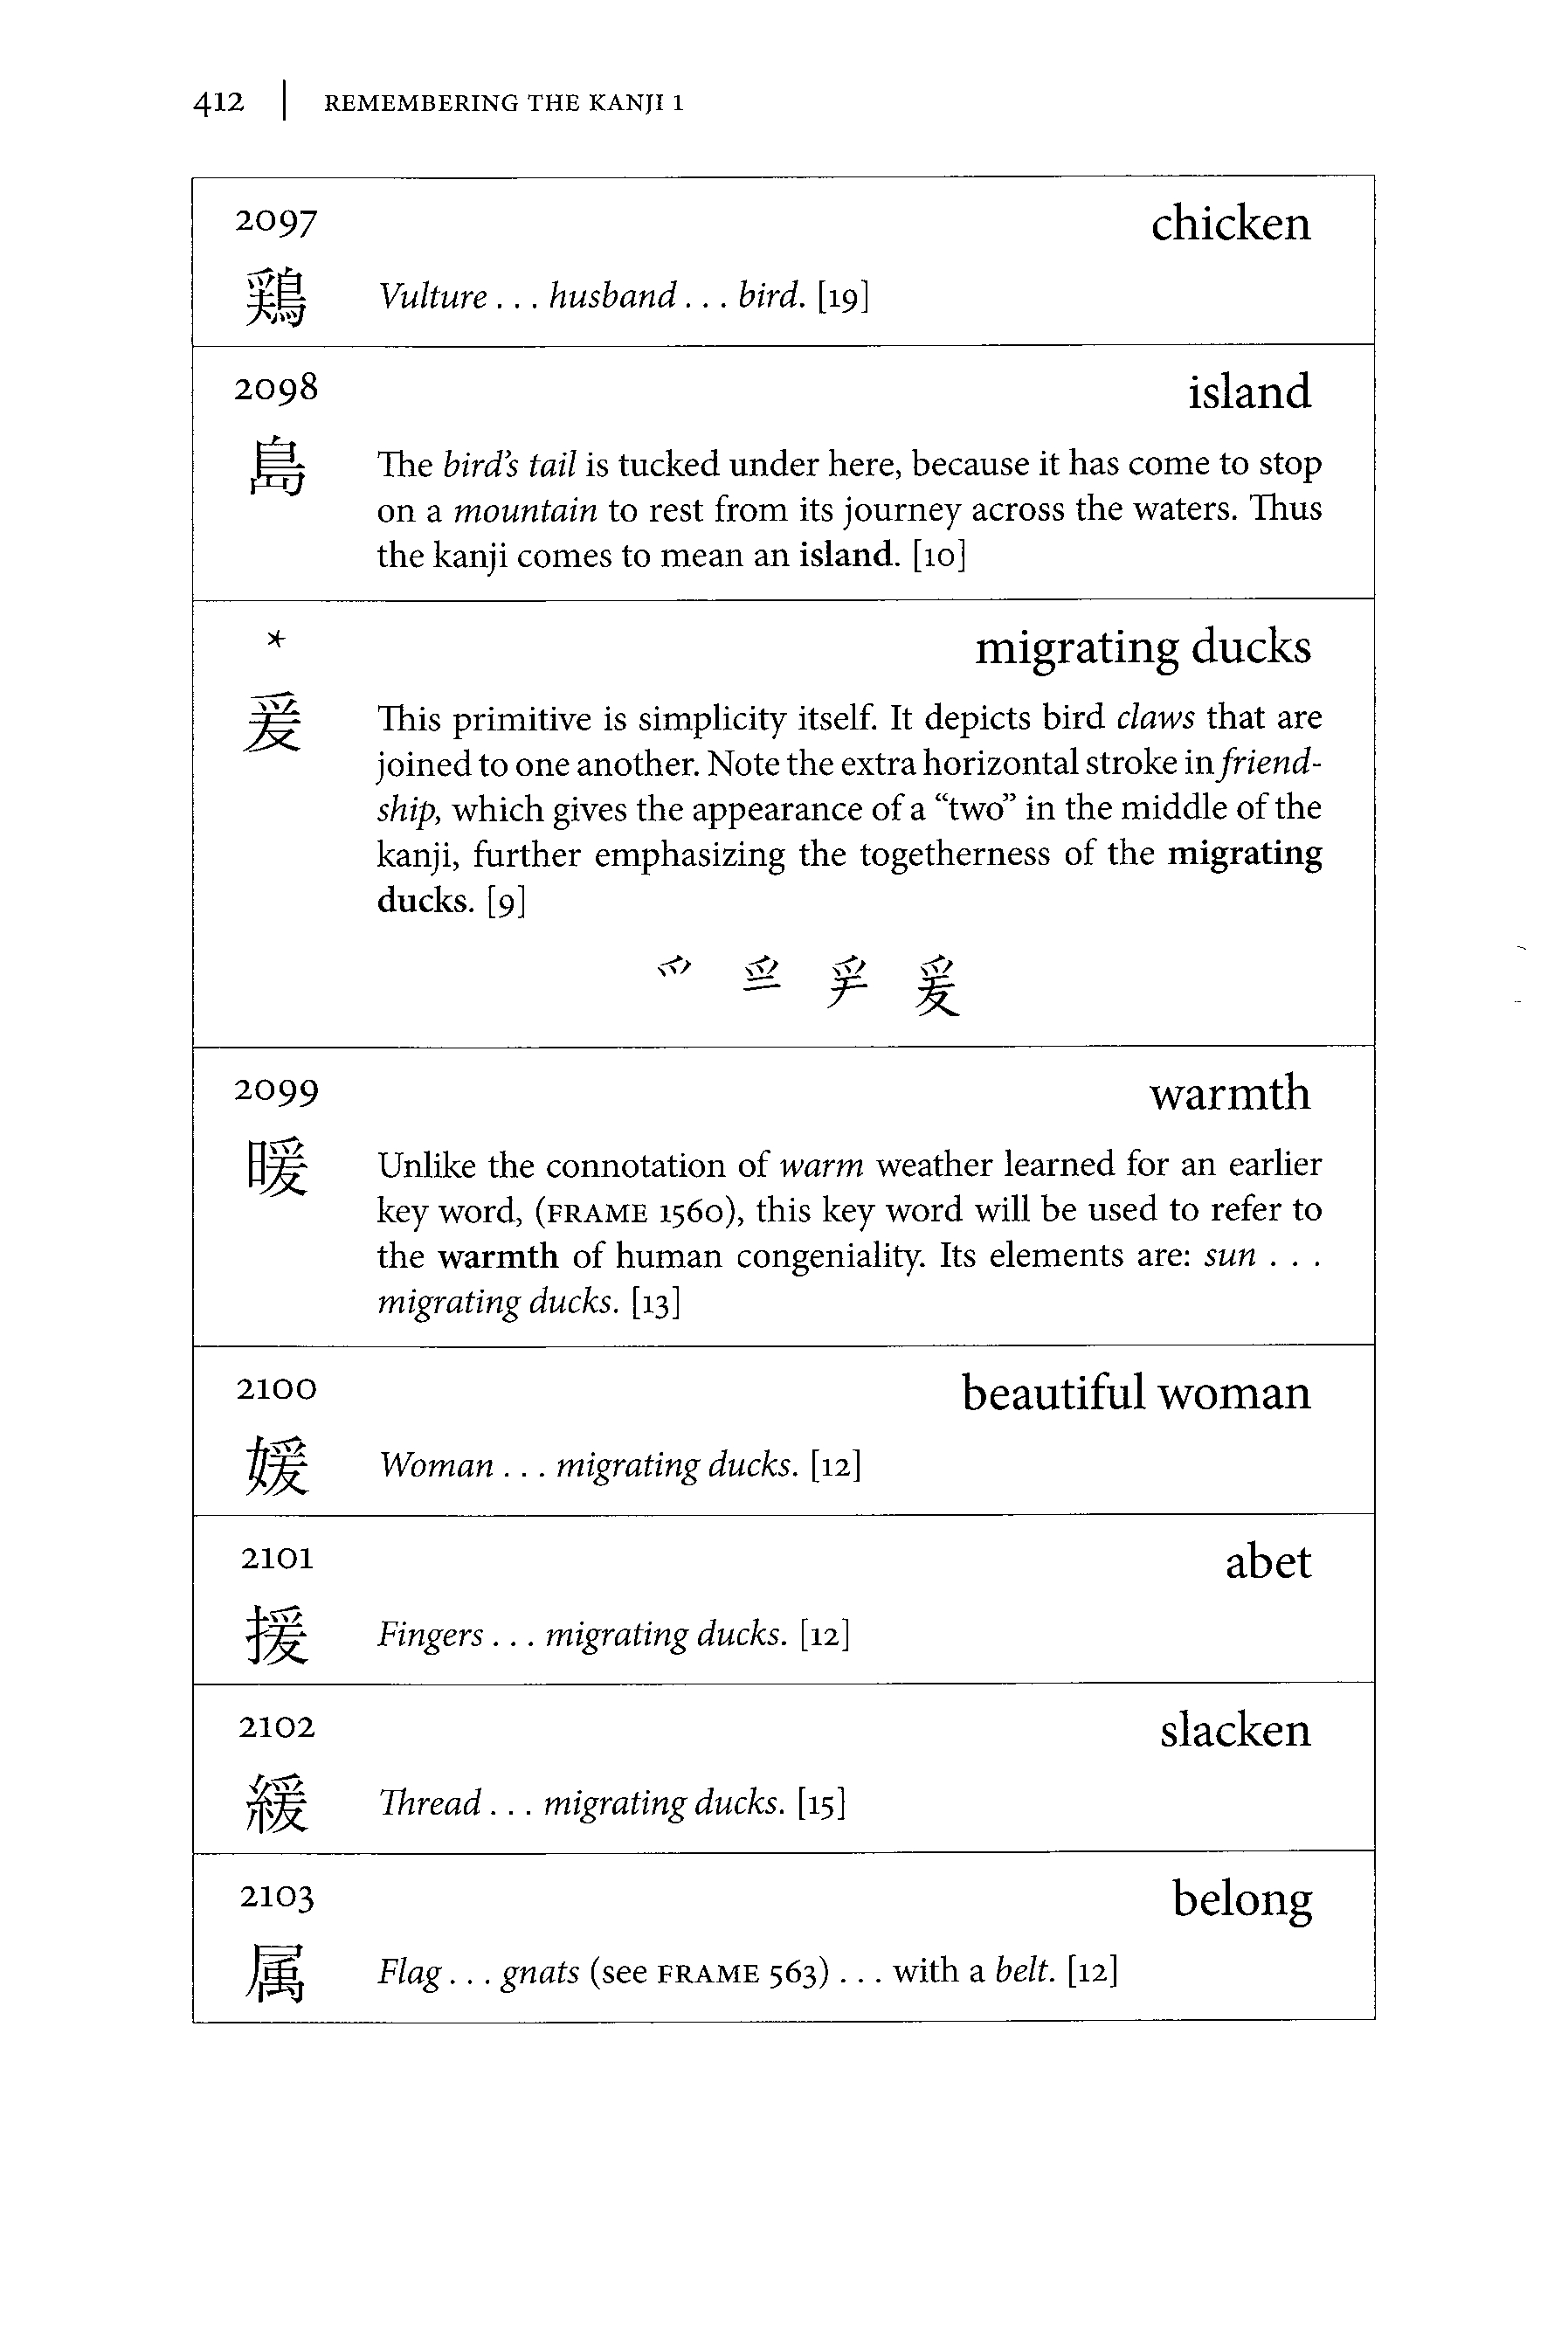 412 | REMEMBERING THE KANJI 1
2097 chicken
鶏 Vulture . . . husband . . . bird. [19]
2098 island
島 The bird's tail is tucked under here, because it has come to stop
on a mountain to rest from its journey across the waters. Thus
the kanji comes to mean an island. [10]
* migrating ducks
爰 This primitive is simplicity itself. It depicts bird claws that are
joined to one another. Note the extra horizontal stroke in friend-
ship, which gives the appearance of a “two” in the middle of the
kanji, further emphasizing the togetherness of the migrating
ducks. [9]
爫 爰
2099 warmth
暖 Unlike the connotation of warm weather learned for an earlier
key word, (FRAME 1560), this key word will be used to refer to
the warmth of human congeniality. Its elements are: sun . . .
migrating ducks. [13]
2100 beautiful woman
媛 Woman . . . migrating ducks. [12]
2101 abet
援 Fingers . . . migrating ducks. [12]
2102 slacken
緩 Thread . . . migrating ducks. [15]
2103 belong
属 Flag . . . gnats (see FRAME 563) . . . with a belt. [12]